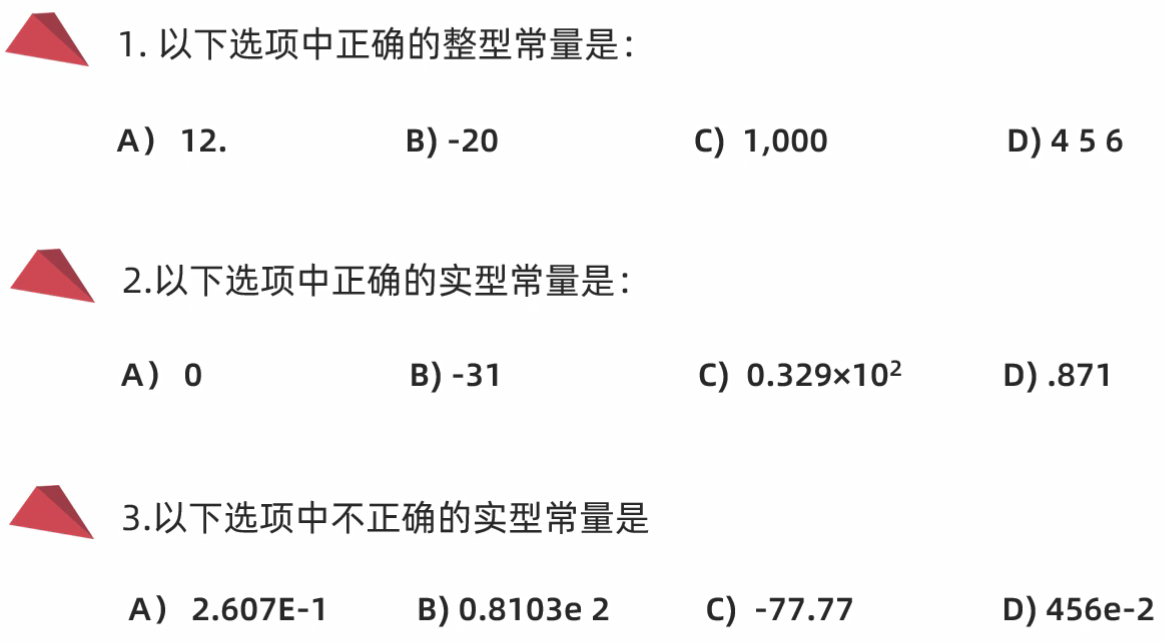 1. 以下选项中正确的整型常量是：
A） 12. B) -20 C) 1,000 D) 4 5 6
2.以下选项中正确的实型常量是：
A） 0 B) -31 C) 0.329×10² D) .871
3.以下选项中不正确的实型常量是
A） 2.607E-1 B) 0.8103e 2 C) -77.77 D) 456e-2